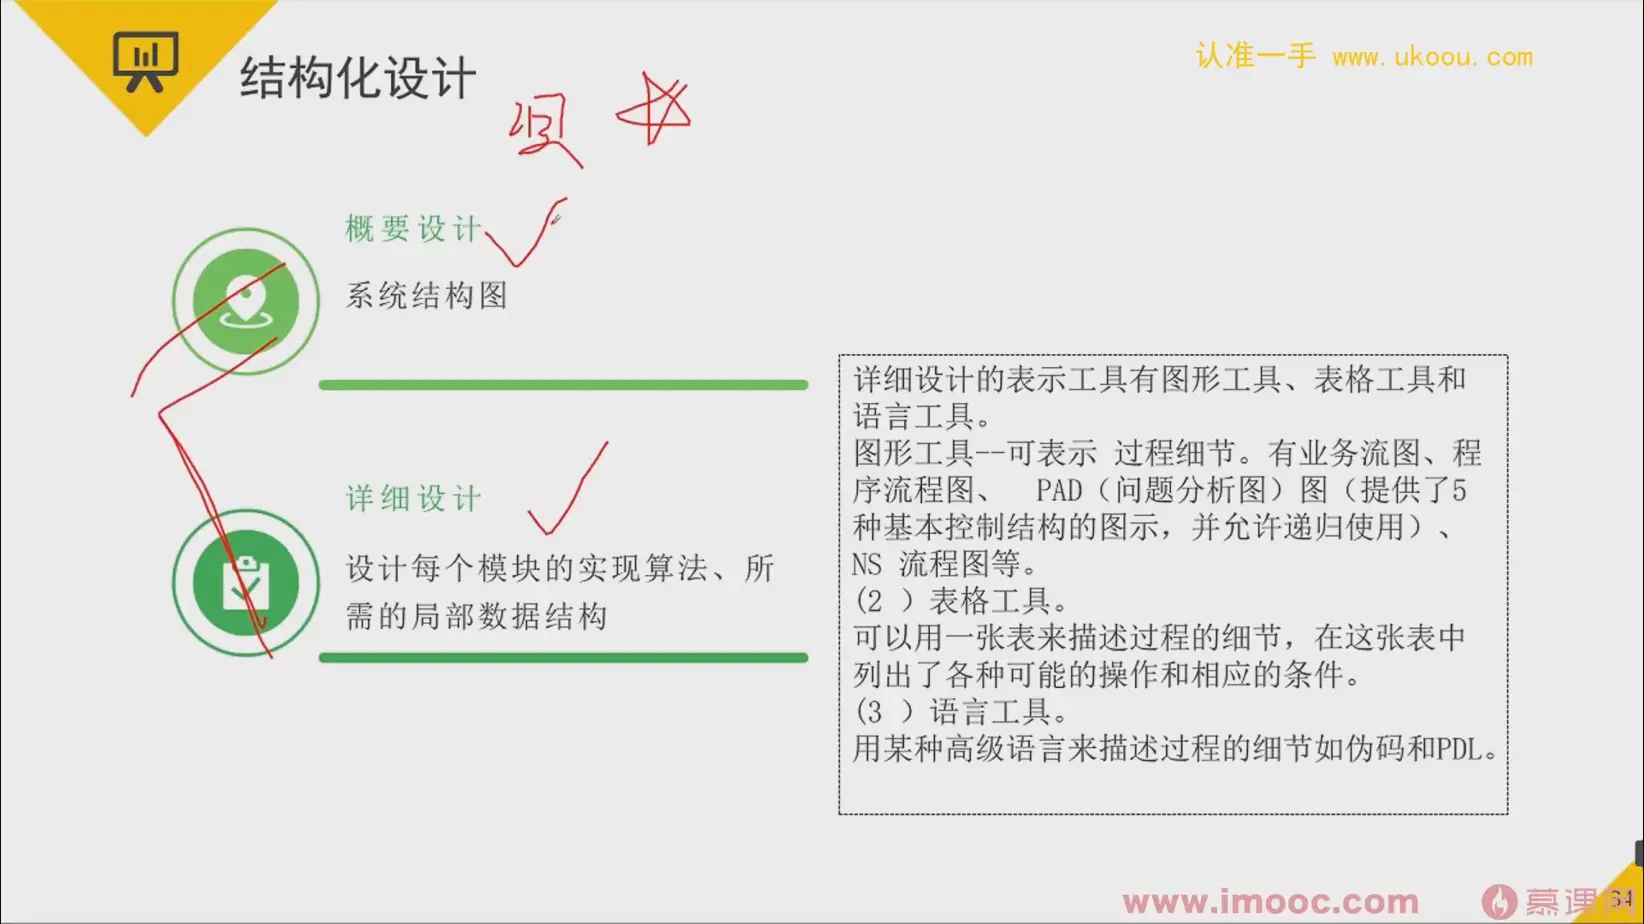 结构化设计
认准一手 www.ukoou.com
概要设计
系统结构图
详细设计
设计每个模块的实现算法、所
需的局部数据结构
详细设计的表示工具有图形工具、表格工具和
语言工具。
图形工具--可表示 过程细节。有业务流图、程
序流程图、 PAD（问题分析图）图（提供了5
种基本控制结构的图示，并允许递归使用）、
NS 流程图等。
(2 ）表格工具。
可以用一张表来描述过程的细节，在这张表中
列出了各种可能的操作和相应的条件。
(3 ）语言工具。
用某种高级语言来描述过程的细节如伪码和PDL。
www.imooc.com
慕课网
34